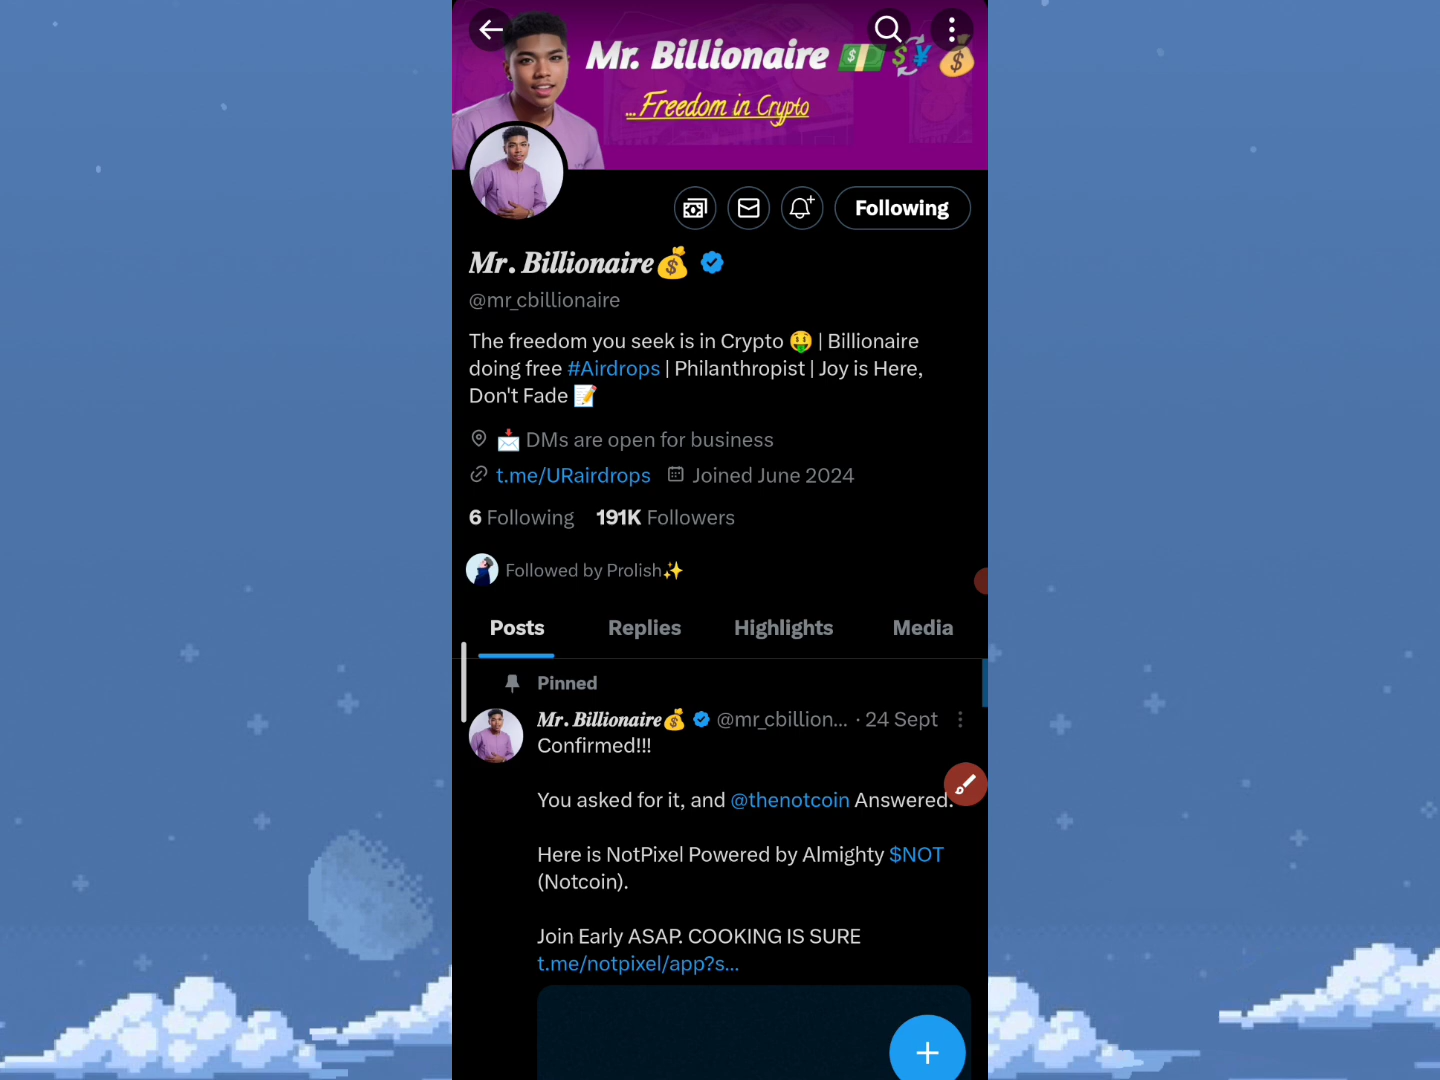 Mr. Billionaire 💵💱💰
...Freedom in Crypto
Following
Mr. Billionaire💰
@mr_cbillionaire
The freedom you seek is in Crypto 🤑 | Billionaire
doing free #Airdrops | Philanthropist | Joy is Here,
Don't Fade 📝
📩 DMs are open for business
t.me/URairdrops Joined June 2024
6 Following 191K Followers
Followed by Prolish✨
Posts Replies Highlights Media
Pinned
Mr. Billionaire💰 @mr_cbillion... · 24 Sept
Confirmed!!!
You asked for it, and @thenotcoin Answered.
Here is NotPixel Powered by Almighty $NOT
(Notcoin).
Join Early ASAP. COOKING IS SURE
t.me/notpixel/app?s...